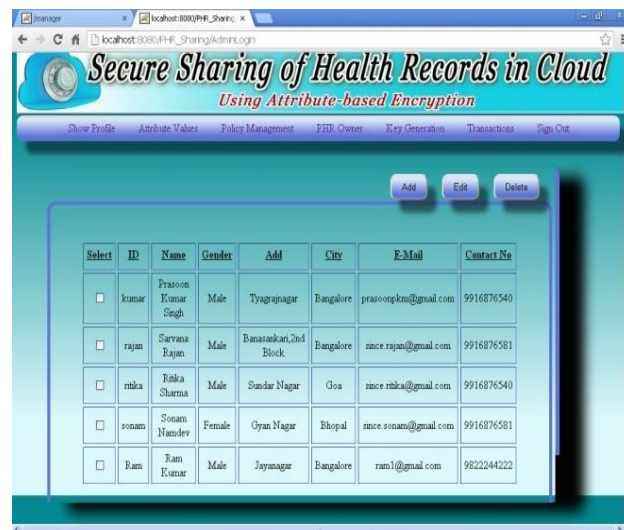 Jmanager
localhost:8080/PHR_Sharing
localhost:8080/PHR_Sharing/AdminLogin
Secure Sharing of Health Records in Cloud
Using Attribute-based Encryption
Show Profile Attribute Values Policy Management PHR Owner Key Generation Transactions Sign Out
Add Edit Delete
Select ID Name Gender Add City E-Mail Contact No
kumar Prasoon Kumar Singh Male Tyagrajnagar Bangalore prasoonpkm@gmail.com 9916876540
rajan Sarvana Rajan Male Banasankari,2nd Block Bangalore since.rajan@gmail.com 9916876581
ritika Ritika Sharma Male Sundar Nagar Goa since.ritika@gmail.com 9916876540
sonam Sonam Namdev Female Gyan Nagar Bhopal since.sonam@gmail.com 9916876581
Ram Ram Kumar Male Jayanagar Bangalore ram1@gmail.com 9822244222